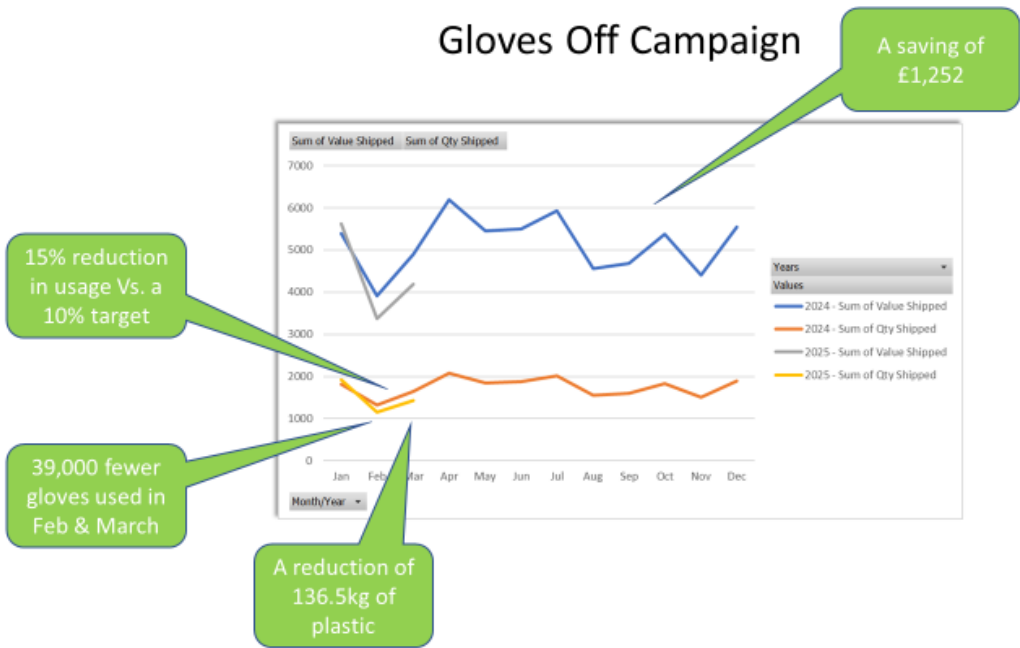 Gloves Off Campaign
A saving of
£1,252
Sum of Value Shipped Sum of Qty Shipped
7000
6000
5000
4000
3000
2000
1000
0
Jan Feb Mar Apr May Jun Jul Aug Sep Oct Nov Dec
Month/Year
Years
Values
2024 - Sum of Value Shipped
2024 - Sum of Qty Shipped
2025 - Sum of Value Shipped
2025 - Sum of Qty Shipped
15% reduction
in usage Vs. a
10% target
39,000 fewer
gloves used in
Feb & March
A reduction of
136.5kg of
plastic